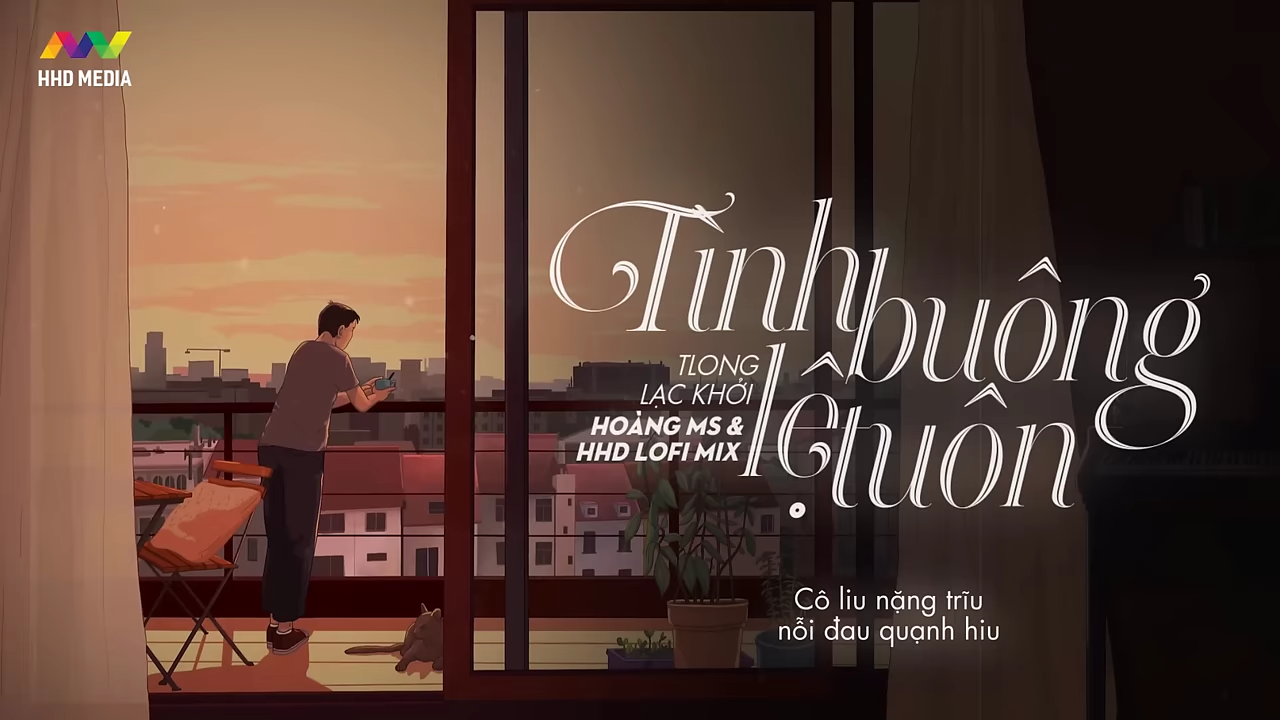 HHD MEDIA
Tình buông
lệ tuôn
TLONG
LẠC KHỞI
HOÀNG MS &
HHD LOFI MIX
Cô liu nặng trĩu
nỗi đau quạnh hiu